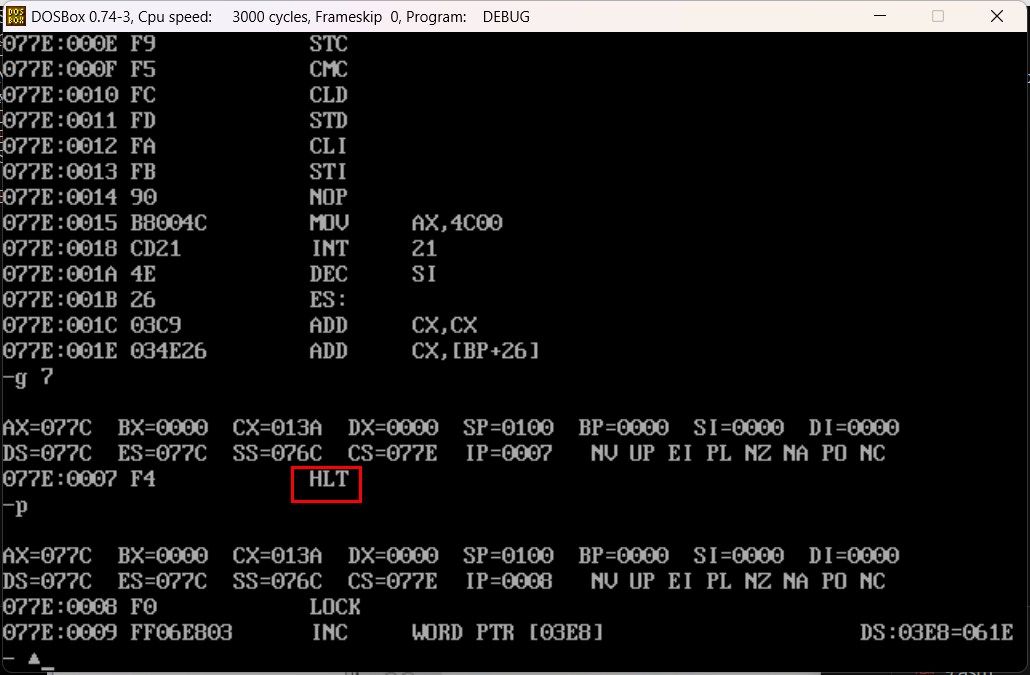 DOSBox 0.74-3, Cpu speed: 3000 cycles, Frameskip 0, Program: DEBUG
077E:000E F9 STC
077E:000F F5 CMC
077E:0010 FC CLD
077E:0011 FD STD
077E:0012 FA CLI
077E:0013 FB STI
077E:0014 90 NOP
077E:0015 B8004C MOV AX,4C00
077E:0018 CD21 INT 21
077E:001A 4E DEC SI
077E:001B 26 ES:
077E:001C 03C9 ADD CX,CX
077E:001E 034E26 ADD CX,[BP+26]
-g 7
AX=077C BX=0000 CX=013A DX=0000 SP=0100 BP=0000 SI=0000 DI=0000
DS=077C ES=077C SS=076C CS=077E IP=0007 NV UP EI PL NZ NA PO NC
077E:0007 F4 HLT
-p
AX=077C BX=0000 CX=013A DX=0000 SP=0100 BP=0000 SI=0000 DI=0000
DS=077C ES=077C SS=076C CS=077E IP=0008 NV UP EI PL NZ NA PO NC
077E:0008 F0 LOCK
077E:0009 FF06E803 INC WORD PTR [03E8] DS:03E8=061E
- ▲_